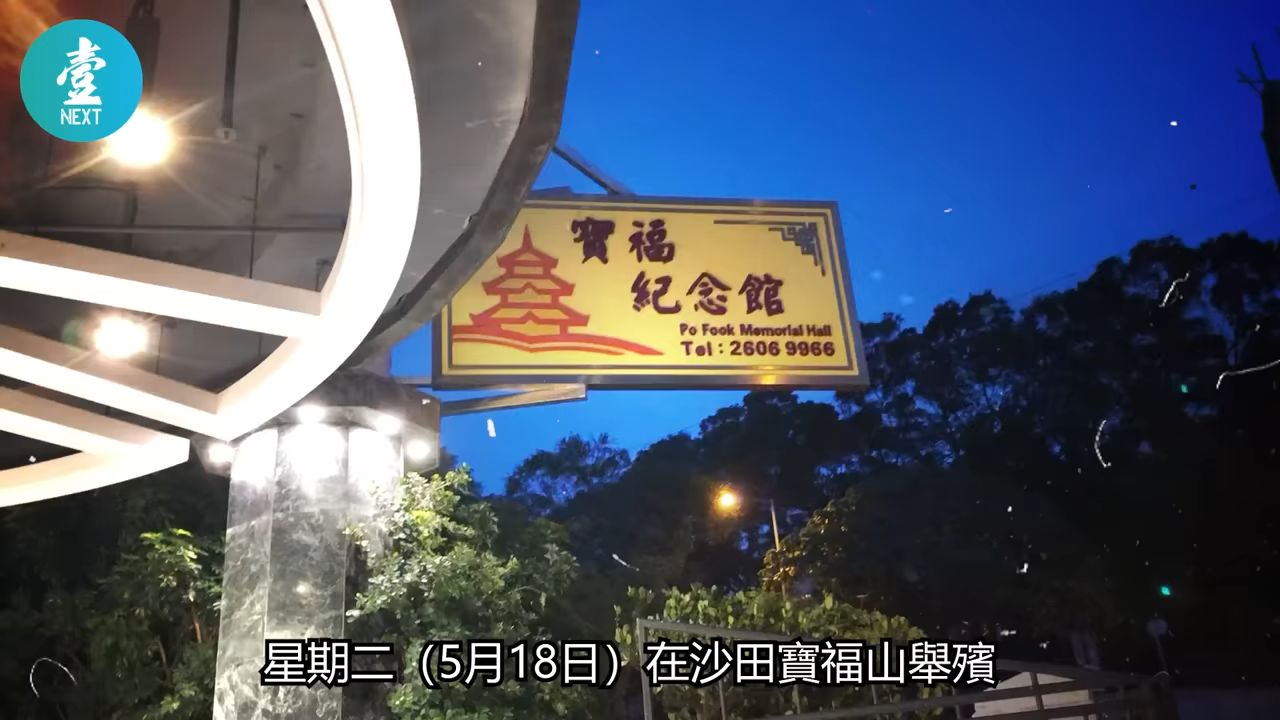 壹
NEXT
寶福
紀念館
Po Fook Memorial Hall
Tel : 2606 9966
星期二（5月18日）在沙田寶福山舉殯